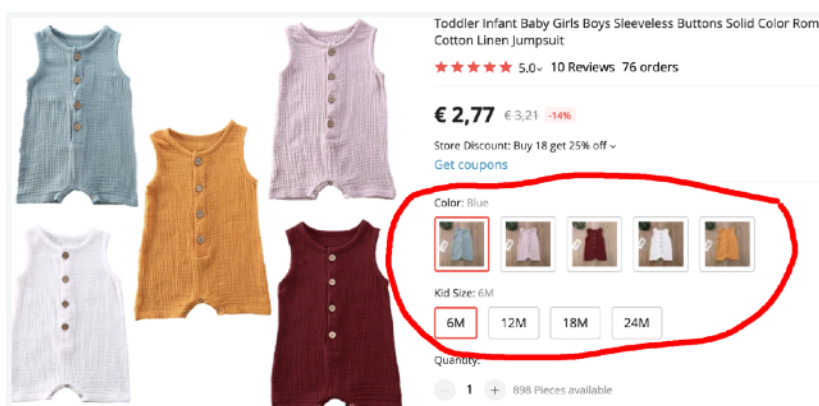 Toddler Infant Baby Girls Boys Sleeveless Buttons Solid Color Rom
Cotton Linen Jumpsuit
5.0 10 Reviews 76 orders
€ 2,77 € 3,21 -14%
Store Discount: Buy 18 get 25% off
Get coupons
Color: Blue
Kid Size: 6M
6M 12M 18M 24M
Quantity:
− 1 + 898 Pieces available